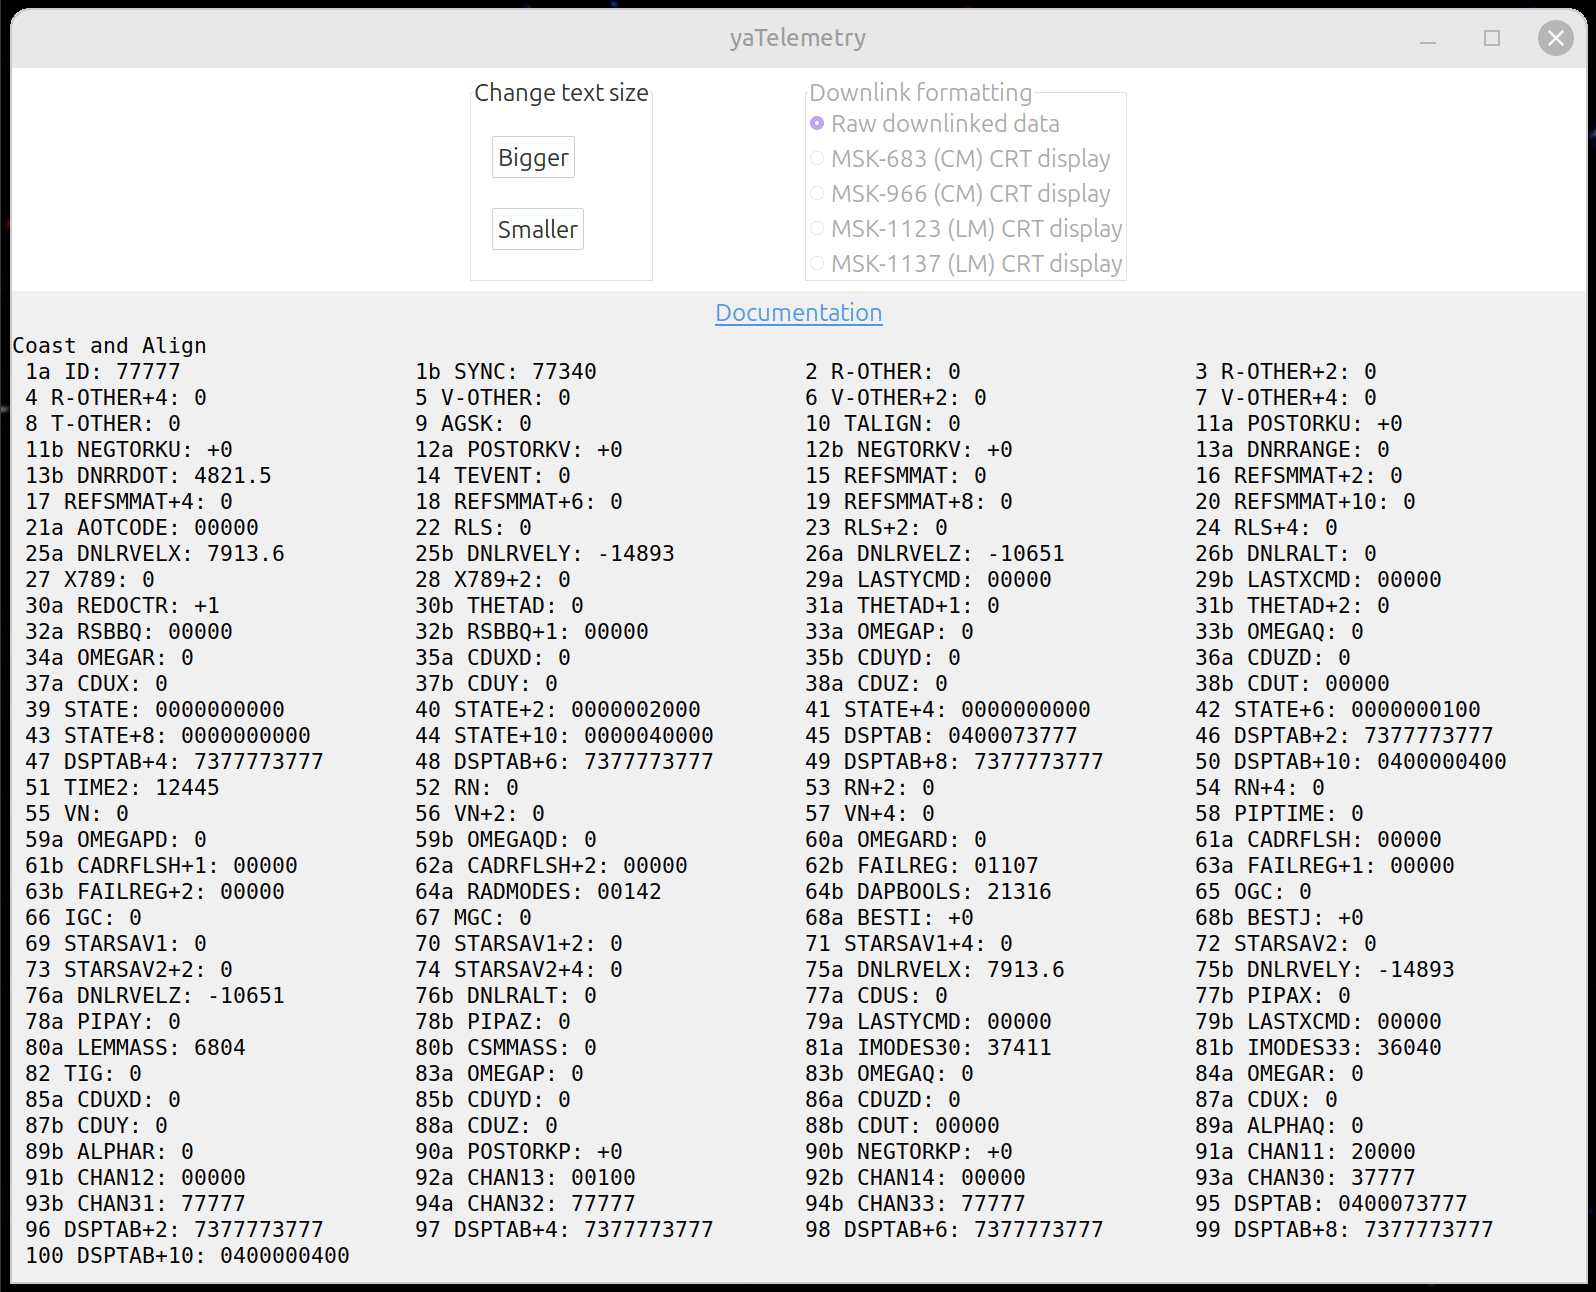 yaTelemetry
Change text size
Bigger
Smaller
Downlink formatting
Raw downlinked data
MSK-683 (CM) CRT display
MSK-966 (CM) CRT display
MSK-1123 (LM) CRT display
MSK-1137 (LM) CRT display
Documentation
Coast and Align
1a ID: 77777 1b SYNC: 77340 2 R-OTHER: 0 3 R-OTHER+2: 0
4 R-OTHER+4: 0 5 V-OTHER: 0 6 V-OTHER+2: 0 7 V-OTHER+4: 0
8 T-OTHER: 0 9 AGSK: 0 10 TALIGN: 0 11a POSTORKU: +0
11b NEGTORKU: +0 12a POSTORKV: +0 12b NEGTORKV: +0 13a DNRRANGE: 0
13b DNRRDOT: 4821.5 14 TEVENT: 0 15 REFSMMAT: 0 16 REFSMMAT+2: 0
17 REFSMMAT+4: 0 18 REFSMMAT+6: 0 19 REFSMMAT+8: 0 20 REFSMMAT+10: 0
21a AOTCODE: 00000 22 RLS: 0 23 RLS+2: 0 24 RLS+4: 0
25a DNLRVELX: 7913.6 25b DNLRVELY: -14893 26a DNLRVELZ: -10651 26b DNLRALT: 0
27 X789: 0 28 X789+2: 0 29a LASTYCMD: 00000 29b LASTXCMD: 00000
30a REDOCTR: +1 30b THETAD: 0 31a THETAD+1: 0 31b THETAD+2: 0
32a RSBBQ: 00000 32b RSBBQ+1: 00000 33a OMEGAP: 0 33b OMEGAQ: 0
34a OMEGAR: 0 35a CDUXD: 0 35b CDUYD: 0 36a CDUZD: 0
37a CDUX: 0 37b CDUY: 0 38a CDUZ: 0 38b CDUT: 00000
39 STATE: 0000000000 40 STATE+2: 0000002000 41 STATE+4: 0000000000 42 STATE+6: 0000000100
43 STATE+8: 0000000000 44 STATE+10: 0000040000 45 DSPTAB: 0400073777 46 DSPTAB+2: 7377773777
47 DSPTAB+4: 7377773777 48 DSPTAB+6: 7377773777 49 DSPTAB+8: 7377773777 50 DSPTAB+10: 0400000400
51 TIME2: 12445 52 RN: 0 53 RN+2: 0 54 RN+4: 0
55 VN: 0 56 VN+2: 0 57 VN+4: 0 58 PIPTIME: 0
59a OMEGAPD: 0 59b OMEGAQD: 0 60a OMEGARD: 0 61a CADRFLSH: 00000
61b CADRFLSH+1: 00000 62a CADRFLSH+2: 00000 62b FAILREG: 01107 63a FAILREG+1: 00000
63b FAILREG+2: 00000 64a RADMODES: 00142 64b DAPBOOLS: 21316 65 OGC: 0
66 IGC: 0 67 MGC: 0 68a BESTI: +0 68b BESTJ: +0
69 STARSAV1: 0 70 STARSAV1+2: 0 71 STARSAV1+4: 0 72 STARSAV2: 0
73 STARSAV2+2: 0 74 STARSAV2+4: 0 75a DNLRVELX: 7913.6 75b DNLRVELY: -14893
76a DNLRVELZ: -10651 76b DNLRALT: 0 77a CDUS: 0 77b PIPAX: 0
78a PIPAY: 0 78b PIPAZ: 0 79a LASTYCMD: 00000 79b LASTXCMD: 00000
80a LEMMASS: 6804 80b CSMMASS: 0 81a IMODES30: 37411 81b IMODES33: 36040
82 TIG: 0 83a OMEGAP: 0 83b OMEGAQ: 0 84a OMEGAR: 0
85a CDUXD: 0 85b CDUYD: 0 86a CDUZD: 0 87a CDUX: 0
87b CDUY: 0 88a CDUZ: 0 88b CDUT: 00000 89a ALPHAQ: 0
89b ALPHAR: 0 90a POSTORKP: +0 90b NEGTORKP: +0 91a CHAN11: 20000
91b CHAN12: 00000 92a CHAN13: 00100 92b CHAN14: 00000 93a CHAN30: 37777
93b CHAN31: 77777 94a CHAN32: 77777 94b CHAN33: 77777 95 DSPTAB: 0400073777
96 DSPTAB+2: 7377773777 97 DSPTAB+4: 7377773777 98 DSPTAB+6: 7377773777 99 DSPTAB+8: 7377773777
100 DSPTAB+10: 0400000400